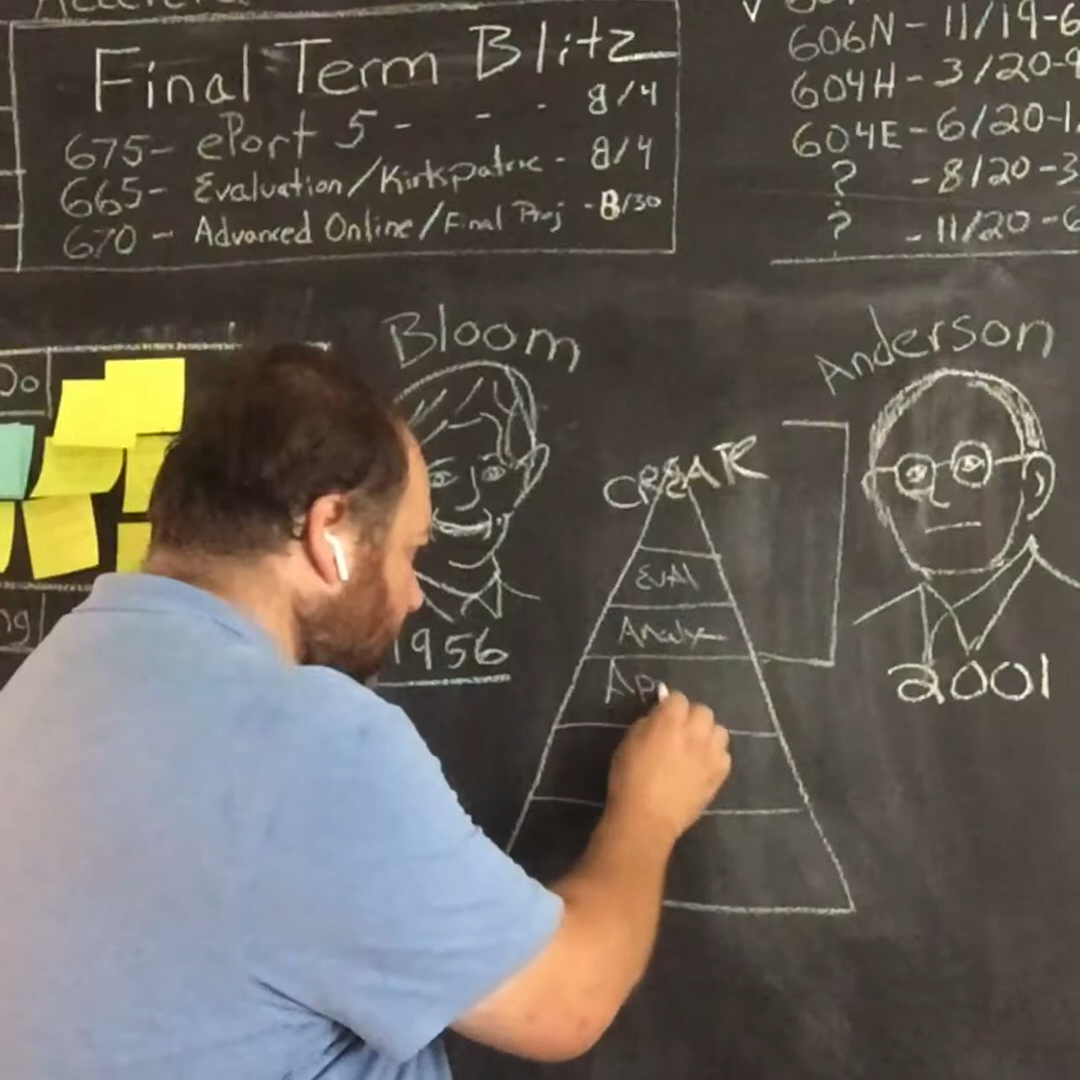 Final Term Blitz
675- ePort 5 - - - 8/4
665- Evaluation/Kirkpatric - 8/4
670 - Advanced Online/Final Proj - 8/30
606N - 11/19-6
604H - 3/20-9
604E - 6/20-1
? - 8/20-3
? - 11/20-6
Do
ng
Bloom
1956
CREAR
Eval
Analy
Ap
Anderson
2001